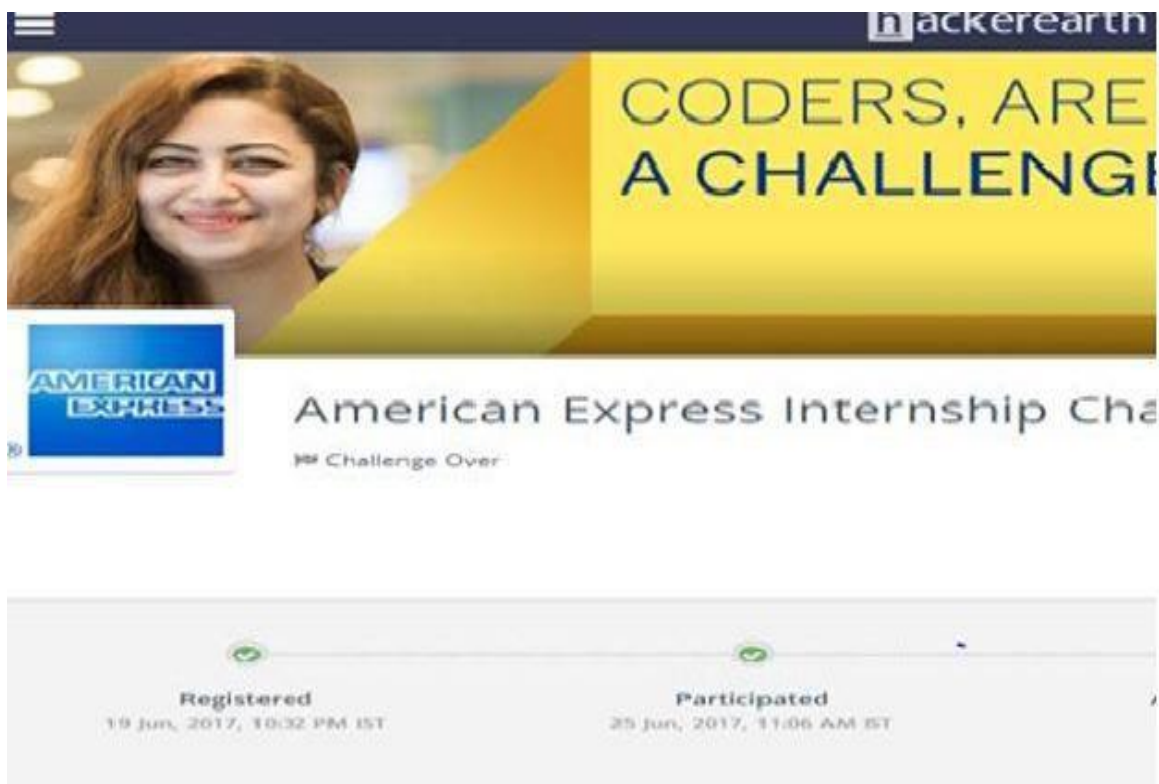 hackerearth
CODERS, ARE
A CHALLENGE
AMERICAN
EXPRESS
®
American Express Internship Cha
Challenge Over
Registered
19 Jun, 2017, 10:32 PM IST
Participated
25 Jun, 2017, 11:06 AM IST
A